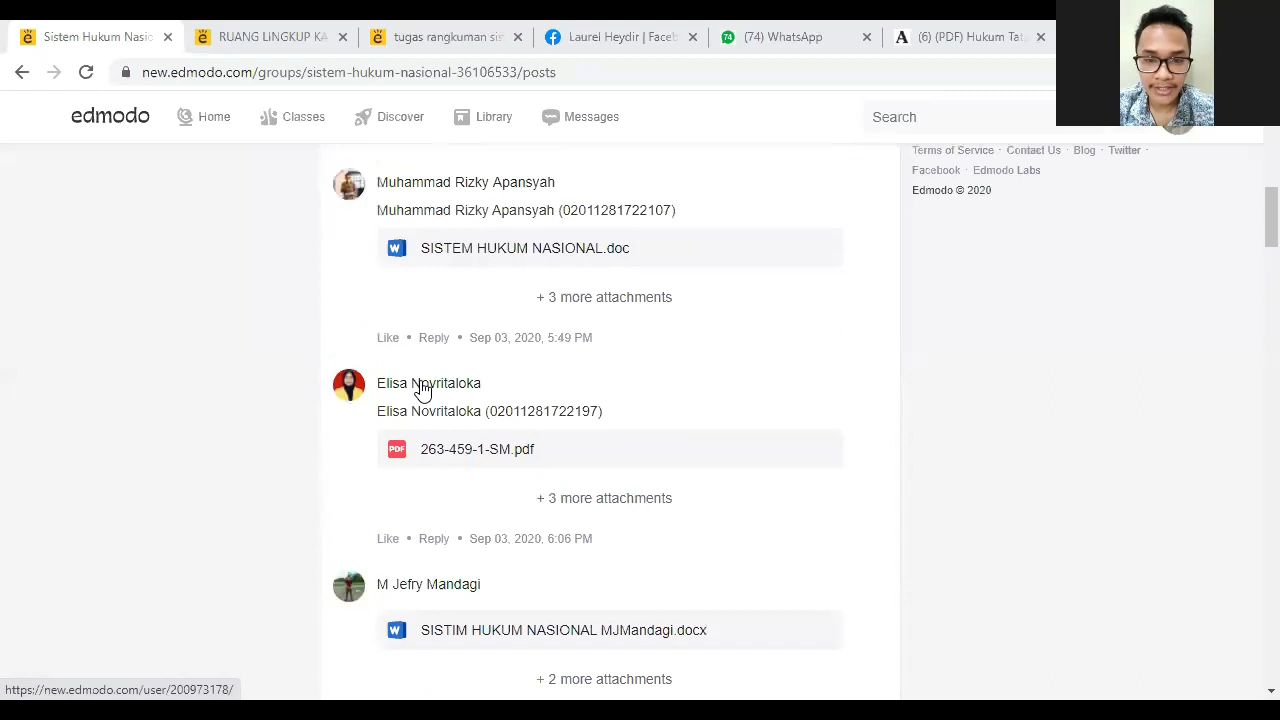 Sistem Hukum Nasio
RUANG LiNGKUP KA
tugas rangkuman sis
Laurel Heydir | Faceb
(74) WhatsApp
(6) (PDF) Hukum Tata
new.edmodo.com/groups/sistem-hukum-nasional-36106533/posts
edmodo
Home
Classes
Discover
Library
Messages
Search
Terms of Service · Contact Us · Blog · Twitter ·
Facebook · Edmodo Labs
Edmodo © 2020
Muhammad Rizky Apansyah
Muhammad Rizky Apansyah (02011281722107)
SISTEM HUKUM NASIONAL.doc
+ 3 more attachments
Like • Reply • Sep 03, 2020, 5:49 PM
Elisa Novritaloka
Elisa Novritaloka (02011281722197)
PDF
263-459-1-SM.pdf
+ 3 more attachments
Like • Reply • Sep 03, 2020, 6:06 PM
M Jefry Mandagi
SISTIM HUKUM NASIONAL MJMandagi.docx
+ 2 more attachments
https://new.edmodo.com/user/200973178/